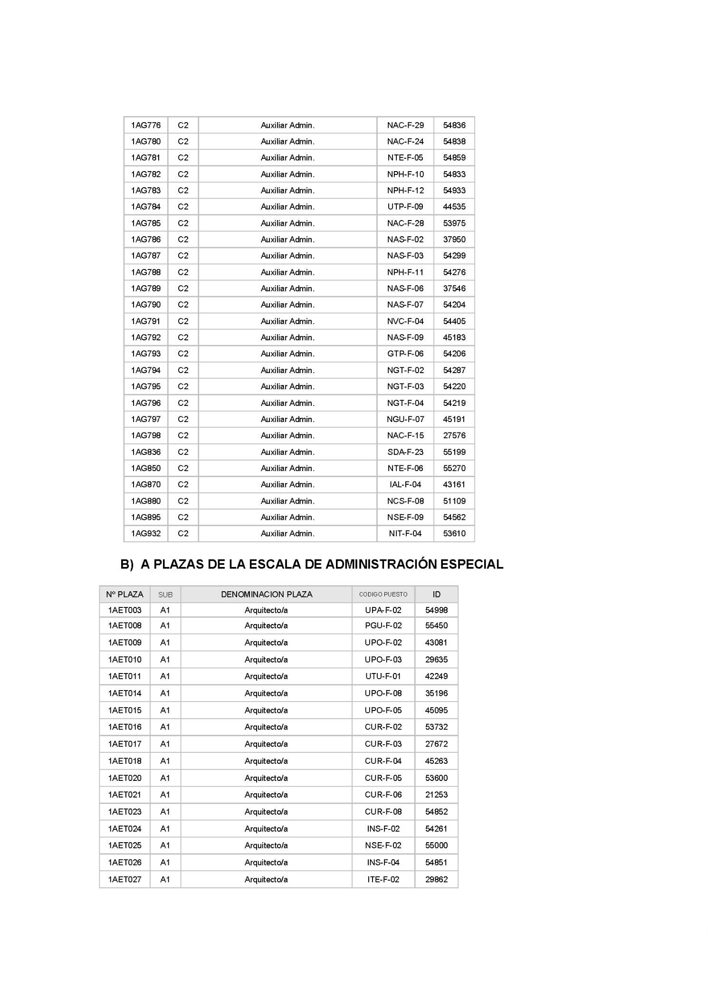 1AG776 C2 Auxiliar Admin. NAC-F-29 54836
1AG780 C2 Auxiliar Admin. NAC-F-24 54838
1AG781 C2 Auxiliar Admin. NTE-F-05 54859
1AG782 C2 Auxiliar Admin. NPH-F-10 54833
1AG783 C2 Auxiliar Admin. NPH-F-12 54933
1AG784 C2 Auxiliar Admin. UTP-F-09 44535
1AG785 C2 Auxiliar Admin. NAC-F-28 53975
1AG786 C2 Auxiliar Admin. NAS-F-02 37950
1AG787 C2 Auxiliar Admin. NAS-F-03 54299
1AG788 C2 Auxiliar Admin. NPH-F-11 54276
1AG789 C2 Auxiliar Admin. NAS-F-06 37546
1AG790 C2 Auxiliar Admin. NAS-F-07 54204
1AG791 C2 Auxiliar Admin. NVC-F-04 54405
1AG792 C2 Auxiliar Admin. NAS-F-09 45183
1AG793 C2 Auxiliar Admin. GTP-F-06 54206
1AG794 C2 Auxiliar Admin. NGT-F-02 54287
1AG795 C2 Auxiliar Admin. NGT-F-03 54220
1AG796 C2 Auxiliar Admin. NGT-F-04 54219
1AG797 C2 Auxiliar Admin. NGU-F-07 45191
1AG798 C2 Auxiliar Admin. NAC-F-15 27576
1AG836 C2 Auxiliar Admin. SDA-F-23 55199
1AG850 C2 Auxiliar Admin. NTE-F-06 55270
1AG870 C2 Auxiliar Admin. IAL-F-04 43161
1AG880 C2 Auxiliar Admin. NCS-F-08 51109
1AG895 C2 Auxiliar Admin. NSE-F-09 54562
1AG932 C2 Auxiliar Admin. NIT-F-04 53610
B) A PLAZAS DE LA ESCALA DE ADMINISTRACIÓN ESPECIAL
Nº PLAZA SUB DENOMINACION PLAZA CODIGO PUESTO ID
1AET003 A1 Arquitecto/a UPA-F-02 54998
1AET008 A1 Arquitecto/a PGU-F-02 55450
1AET009 A1 Arquitecto/a UPO-F-02 43081
1AET010 A1 Arquitecto/a UPO-F-03 29635
1AET011 A1 Arquitecto/a UTU-F-01 42249
1AET014 A1 Arquitecto/a UPO-F-08 35196
1AET015 A1 Arquitecto/a UPO-F-05 45095
1AET016 A1 Arquitecto/a CUR-F-02 53732
1AET017 A1 Arquitecto/a CUR-F-03 27672
1AET018 A1 Arquitecto/a CUR-F-04 45263
1AET020 A1 Arquitecto/a CUR-F-05 53600
1AET021 A1 Arquitecto/a CUR-F-06 21253
1AET023 A1 Arquitecto/a CUR-F-08 54852
1AET024 A1 Arquitecto/a INS-F-02 54261
1AET025 A1 Arquitecto/a NSE-F-02 55000
1AET026 A1 Arquitecto/a INS-F-04 54851
1AET027 A1 Arquitecto/a ITE-F-02 29862